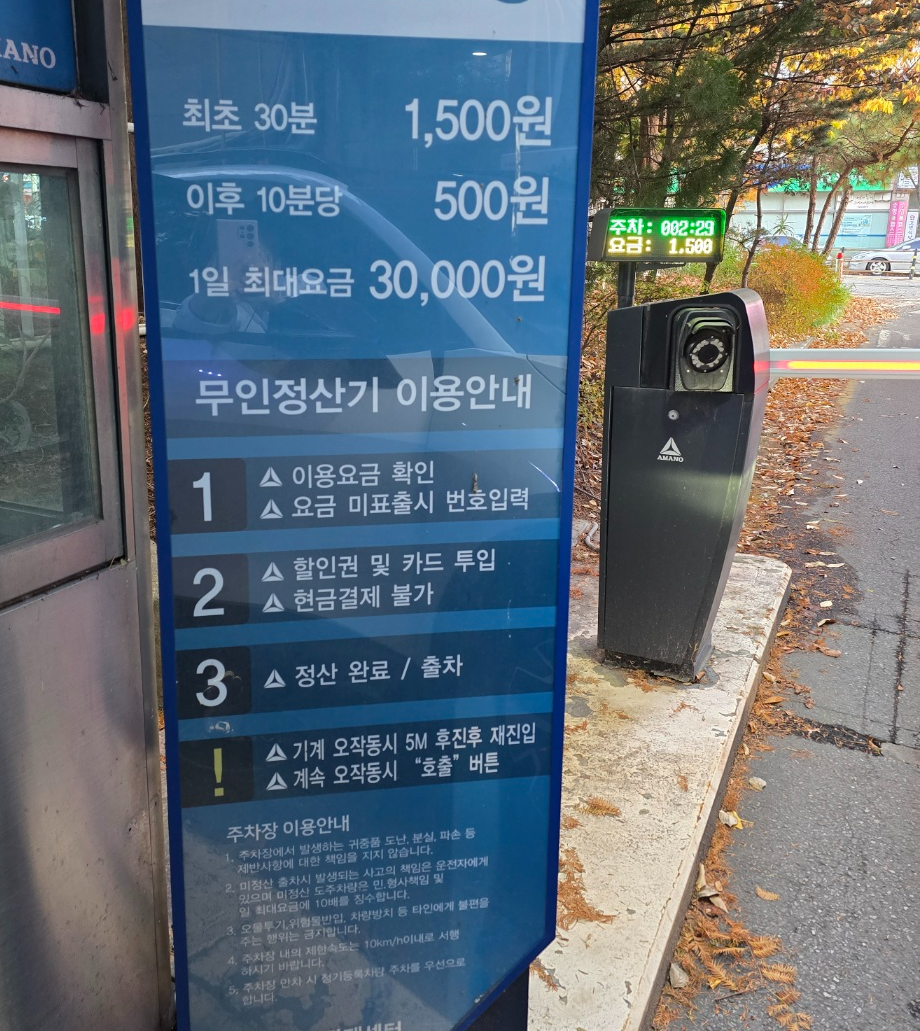 최초 30분 1,500원
이후 10분당 500원
1일 최대요금 30,000원
무인정산기 이용안내
1
이용요금 확인
요금 미표출시 번호입력
2
할인권 및 카드 투입
현금결제 불가
3
정산 완료 / 출차
!
기계 오작동시 5M 후진후 재진입
계속 오작동시 “호출” 버튼
주차장 이용안내
1. 주차장에서 발생하는 귀중품 도난, 분실, 파손 등
제반사항에 대한 책임을 지지 않습니다.
2. 미정산 출차시 발생되는 사고의 책임은 운전자에게
있으며 미정산 도주차량은 민.형사책임 및
일 최대요금에 10배를 징수합니다.
3. 오물투기,위험물반입, 차량방치 등 타인에게 불편을
주는 행위는 금지합니다.
4. 주차장 내의 제한속도는 10km/h이내로 서행
하시기 바랍니다.
5. 주차장 만차 시 정기등록차량 주차를 우선으로
합니다.
주차: 002:29
요금: 1,500
AMANO